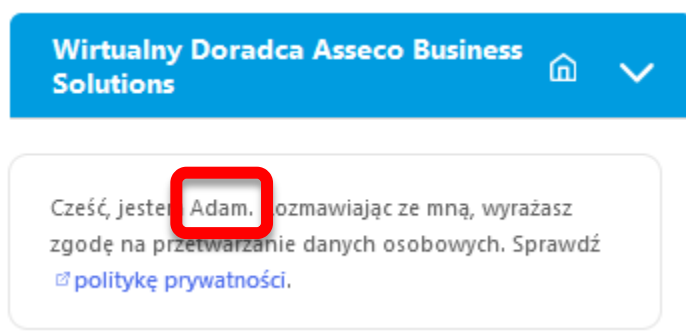 Wirtualny Doradca Asseco Business
Solutions
Cześć, jestem Adam. Rozmawiając ze mną, wyrażasz
zgodę na przetwarzanie danych osobowych. Sprawdź
politykę prywatności.